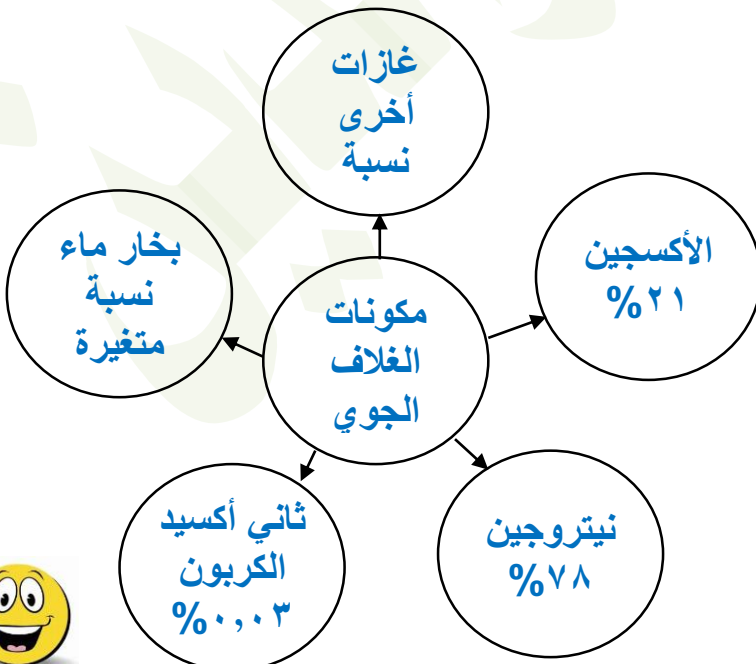 غازات
أخرى
نسبة
الأكسجين
٢١%
بخار ماء
نسبة
متغيرة
مكونات
الغلاف
الجوي
نيتروجين
٧٨%
ثاني أكسيد
الكربون
٠,٠٣%